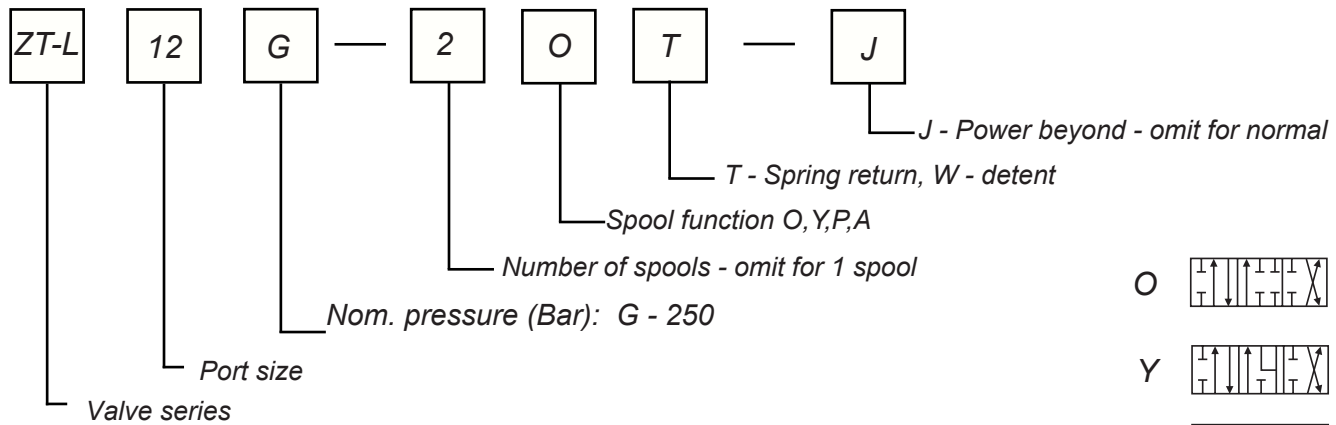 ZT-L 12 G — 2 O T — J
J - Power beyond - omit for normal
T - Spring return, W - detent
Spool function O,Y,P,A
Number of spools - omit for 1 spool
O
Nom. pressure (Bar): G - 250
Port size
Y
Valve series